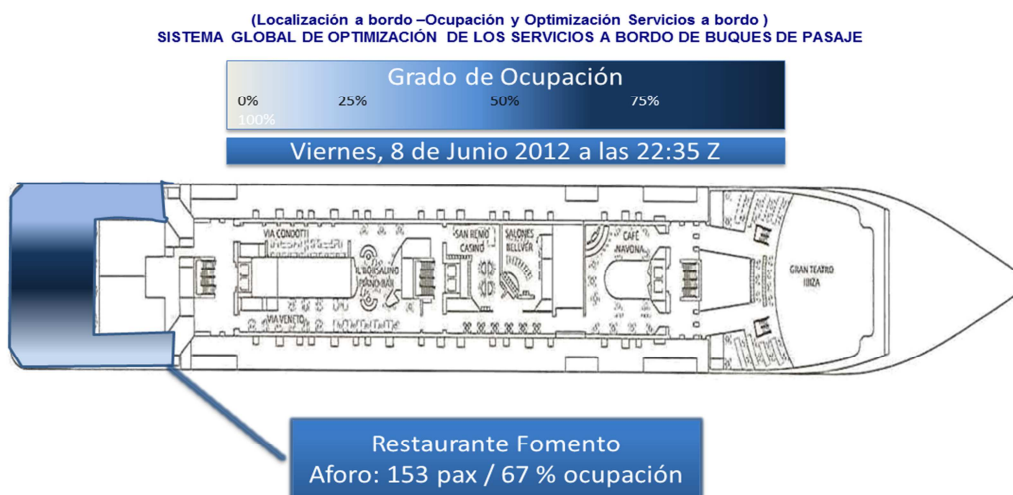 (Localización a bordo –Ocupación y Optimización Servicios a bordo )
SISTEMA GLOBAL DE OPTIMIZACIÓN DE LOS SERVICIOS A BORDO DE BUQUES DE PASAJE
Grado de Ocupación
0% 25% 50% 75%
100%
Viernes, 8 de Junio 2012 a las 22:35 Z
VIA CONDOTTI
SAN REMO
CASINO
SALONES
BELLVER
CAFÉ
NAVONA
IL BORSALINO
PIANO BAR
GRAN TEATRO
IBIZA
VIA VENETO
Restaurante Fomento
Aforo: 153 pax / 67 % ocupación